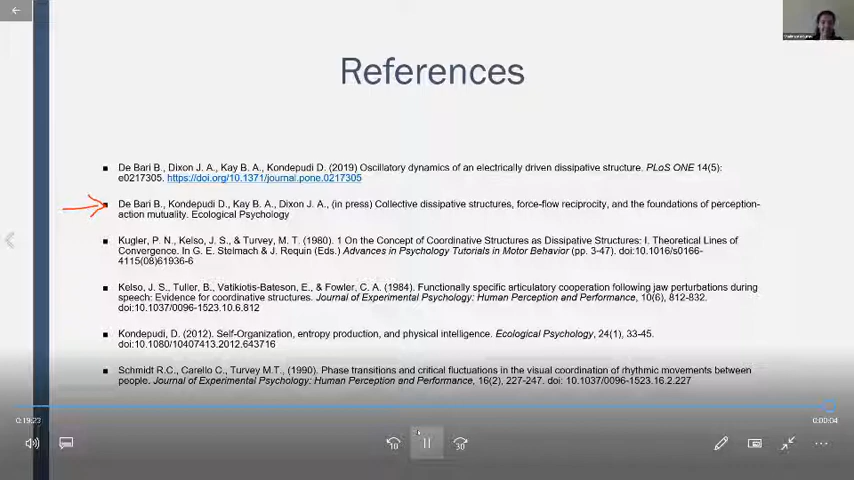 References
De Bari B., Dixon J. A., Kay B. A., Kondepudi D. (2019) Oscillatory dynamics of an electrically driven dissipative structure. PLoS ONE 14(5):
e0217305. https://doi.org/10.1371/journal.pone.0217305
De Bari B., Kondepudi D., Kay B. A., Dixon J. A., (in press) Collective dissipative structures, force-flow reciprocity, and the foundations of perception-
action mutuality. Ecological Psychology
Kugler, P. N., Kelso, J. S., & Turvey, M. T. (1980). 1 On the Concept of Coordinative Structures as Dissipative Structures: I. Theoretical Lines of
Convergence. In G. E. Stelmach & J. Requin (Eds.) Advances in Psychology Tutorials in Motor Behavior (pp. 3-47). doi:10.1016/s0166-
4115(08)61936-6
Kelso, J. S., Tuller, B., Vatikiotis-Bateson, E., & Fowler, C. A. (1984). Functionally specific articulatory cooperation following jaw perturbations during
speech: Evidence for coordinative structures. Journal of Experimental Psychology: Human Perception and Performance, 10(6), 812-832.
doi:10.1037/0096-1523.10.6.812
Kondepudi, D. (2012). Self-Organization, entropy production, and physical intelligence. Ecological Psychology, 24(1), 33-45.
doi:10.1080/10407413.2012.643716
Schmidt R.C., Carello C., Turvey M.T., (1990). Phase transitions and critical fluctuations in the visual coordination of rhythmic movements between
people. Journal of Experimental Psychology: Human Perception and Performance, 16(2), 227-247. doi: 10.1037/0096-1523.16.2.227
0:19:23
0:00:04
10
30